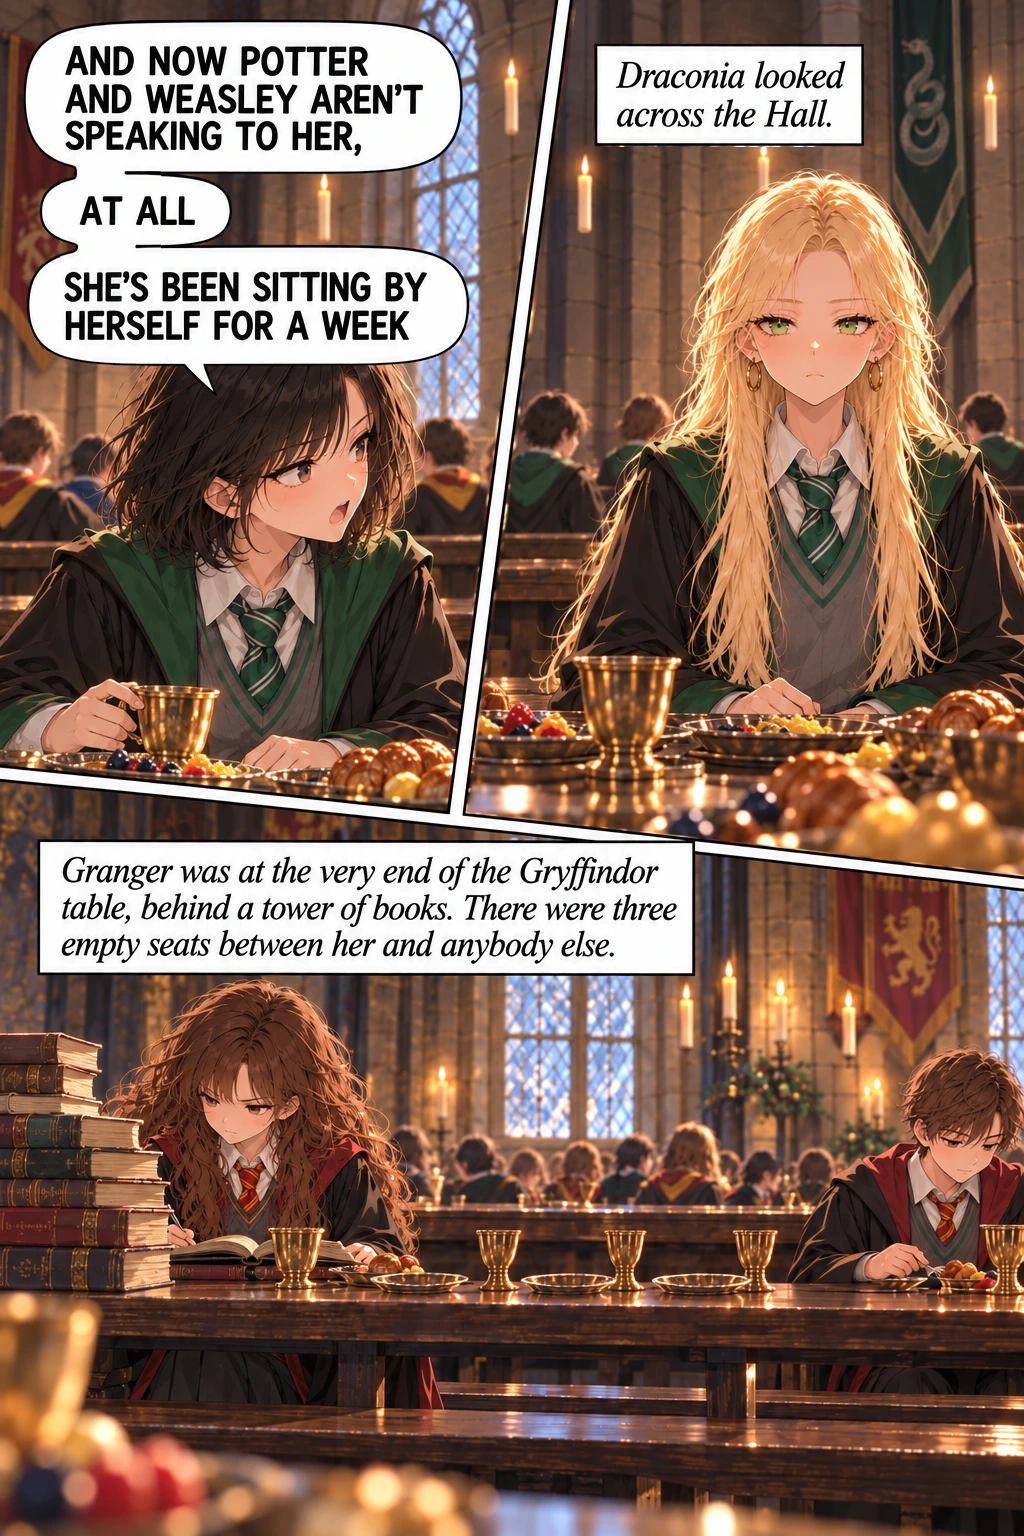 AND NOW POTTER
AND WEASLEY AREN'T
SPEAKING TO HER,
AT ALL
SHE'S BEEN SITTING BY
HERSELF FOR A WEEK
Draconia looked
across the Hall.
Granger was at the very end of the Gryffindor
table, behind a tower of books. There were three
empty seats between her and anybody else.